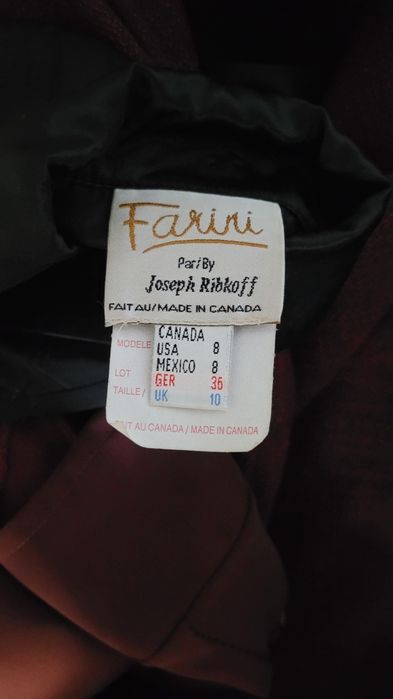 Farini
Par/By
Joseph Ribkoff
FAIT AU/MADE IN CANADA
CANADA
MODELE USA 8
MEXICO 8
LOT GER 36
TAILLE/ UK 10
FAIT AU CANADA / MADE IN CANADA